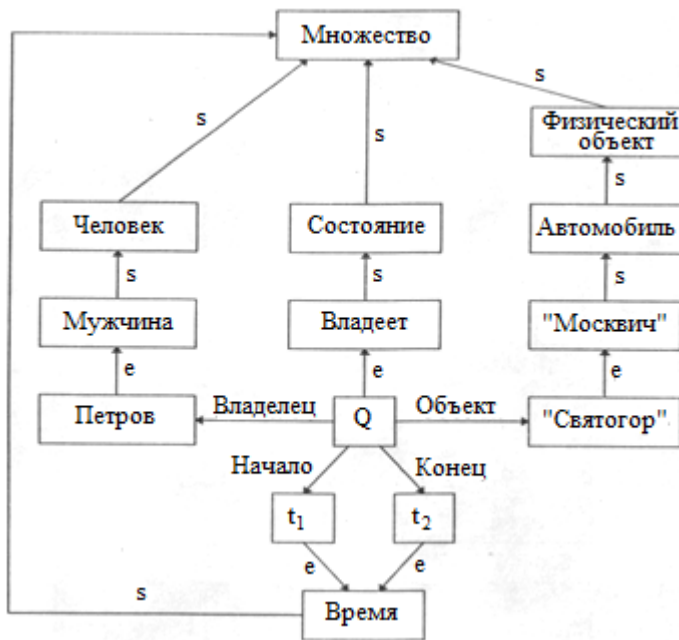 Множество
s
s
s
Физический
объект
s
Человек
Состояние
Автомобиль
s
s
s
Мужчина
Владеет
"Москвич"
e
e
e
Петров
Владелец
Q
Объект
"Святогор"
Начало
Конец
t₁
t₂
e
e
s
Время